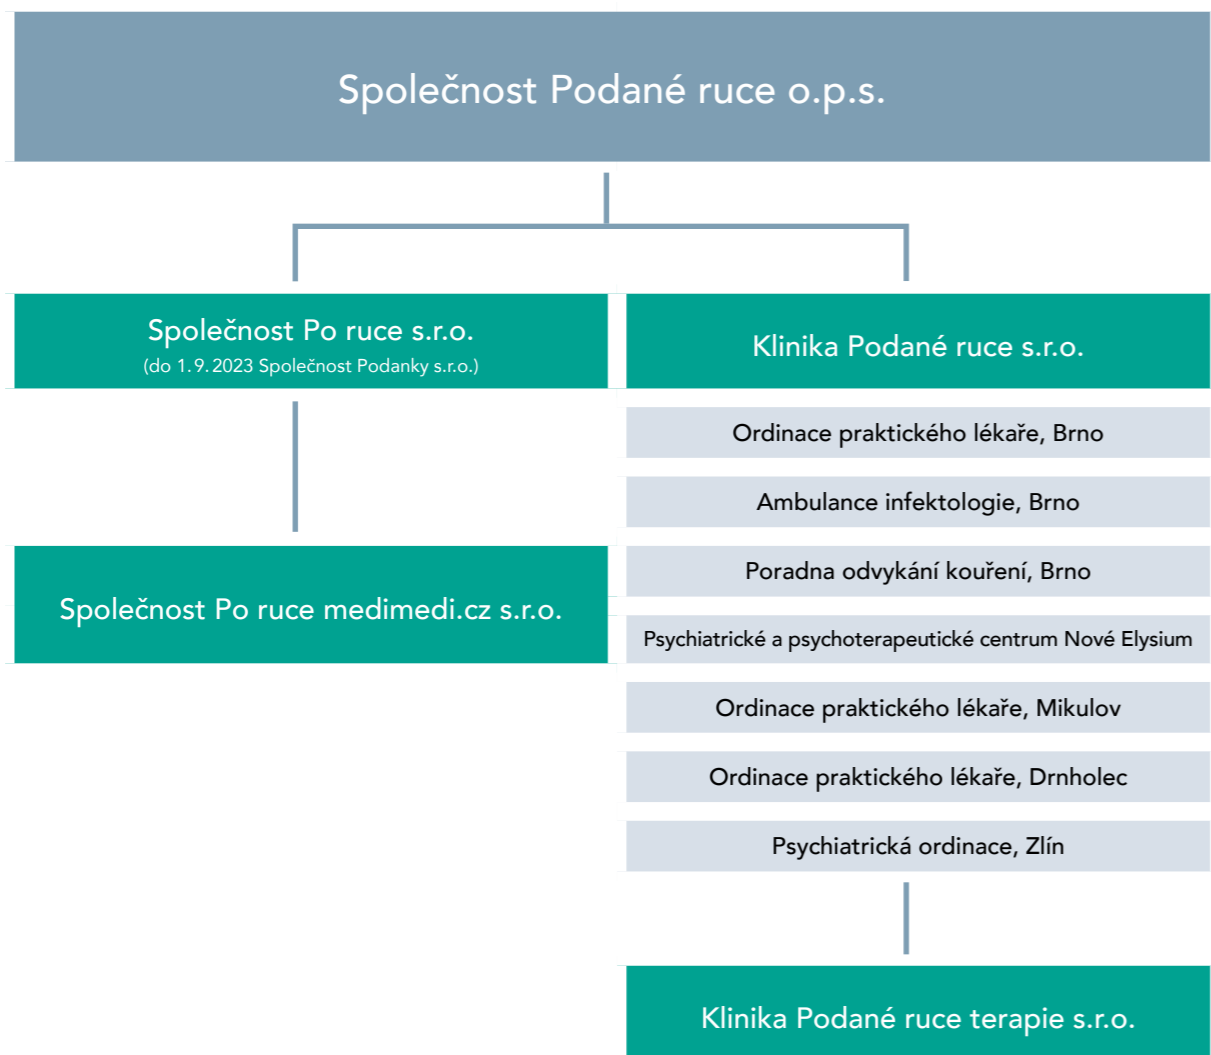 Společnost Podané ruce o.p.s.
Společnost Po ruce s.r.o.
(do 1. 9. 2023 Společnost Podanky s.r.o.)
Společnost Po ruce medimedi.cz s.r.o.
Klinika Podané ruce s.r.o.
Ordinace praktického lékaře, Brno
Ambulance infektologie, Brno
Poradna odvykání kouření, Brno
Psychiatrické a psychoterapeutické centrum Nové Elysium
Ordinace praktického lékaře, Mikulov
Ordinace praktického lékaře, Drnholec
Psychiatrická ordinace, Zlín
Klinika Podané ruce terapie s.r.o.